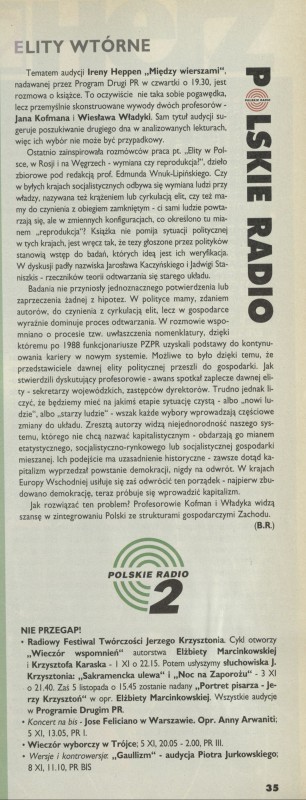 ELITY WTÓRNE
Tematem audycji Ireny Heppen „Między wierszami",
nadawanej przez Program Drugi PR w czwartki o 19.30, jest
rozmowa o książce. To oczywiście nie taka sobie pogawędka,
lecz przemyślnie skonstruowane wywody dwóch profesorów -
Jana Kofmana i Wiesława Władyki. Sam tytuł audycji su-
geruje poszukiwanie drugiego dna w analizowanych lekturach,
więc ich wybór nie może być przypadkowy.
Ostatnio zainspirowała rozmówców praca pt. „Elity w Pol-
sce, w Rosji i na Węgrzech - wymiana czy reprodukcja?", dzieło
zbiorowe pod redakcją prof. Edmunda Wnuk-Lipińskiego. Czy
w byłych krajach socjalistycznych odbywa się wymiana ludzi przy
władzy, nazywana też krążeniem lub cyrkulacją elit, czy też ma-
my do czynienia z obiegiem zamkniętym - ci sami ludzie powta-
rzają się, ale w zmiennych konfiguracjach, co określono tu mia-
nem „reprodukcja"? Książka nie pomija sytuacji politycznej
w tych krajach, jest wręcz tak, że tezy głoszone przez polityków
stanowią wstęp do badań, których ideą jest ich weryfikacja.
W dyskusji padły nazwiska Jarosława Kaczyńskiego i Jadwigi Sta-
niszkis - rzeczników teorii odtwarzania się starego układu.
Badania nie przyniosły jednoznacznego potwierdzenia lub
zaprzeczenia żadnej z hipotez. W polityce mamy, zdaniem
autorów, do czynienia z cyrkulacją elit, lecz w gospodarce
wyraźnie dominuje proces odtwarzania. W rozmowie wspo-
mniano o procesie tzw. uwłaszczenia nomenklatury, dzięki
któremu po 1988 funkcjonariusze PZPR uzyskali podstawy do kontynu-
owania kariery w nowym systemie. Możliwe to było dzięki temu, że
przedstawiciele dawnej elity politycznej przeszli do gospodarki. Jak
stwierdzili dyskutujący profesorowie - awans spotkał zaplecze dawnej eli-
ty - sekretarzy wojewódzkich, zastępców dyrektorów. Trudno jednak li-
czyć, że będziemy mieć na jakimś etapie sytuację czystą - albo „nowi lu-
dzie", albo „starzy ludzie" - wszak każde wybory wprowadzają częściowe
zmiany do układu. Zresztą autorzy widzą niejednorodność naszego sys-
temu, którego nie chcą nazwać kapitalistycznym - obdarzają go mianem
etatystycznego, socjalistyczno-rynkowego lub socjalistycznej gospodarki
mieszanej. Ich podejście ma uzasadnienie historyczne - zawsze dotąd ka-
pitalizm wyprzedzał powstanie demokracji, nigdy na odwrót. W krajach
Europy Wschodniej usiłuje się zaś odwrócić ten porządek - najpierw zbu-
dowano demokrację, teraz próbuje się wprowadzić kapitalizm.
Jak rozwiązać ten problem? Profesorowie Kofman i Władyka widzą
szansę w zintegrowaniu Polski ze strukturami gospodarczymi Zachodu.
(B.R.)
POLSKIE RADIO
POLSKIE RADIO
2
NIE PRZEGAP!
• Radiowy Festiwal Twórczości Jerzego Krzysztonia. Cykl otworzy
„Wieczór wspomnień" autorstwa Elżbiety Marcinkowskiej
i Krzysztofa Karaska - 1 XI o 22.15. Potem usłyszymy słuchowiska J.
Krzysztonia: „Sakramencka ulewa" i „Noc na Zaporożu" - 3 XI
o 21.40. Zaś 5 listopada o 15.45 zostanie nadany „Portret pisarza - Je-
rzy Krzysztoń" w opr. Elżbiety Marcinkowskiej. Wszystkie audycje
w Programie Drugim PR.
• Koncert na bis - Jose Feliciano w Warszawie. Opr. Anny Arwaniti;
5 XI, 13.05, PR I.
• Wieczór wyborczy w Trójce; 5 XI, 20.05 - 2.00, PR III.
• Wersje i kontrowersje: „Gaullizm" - audycja Piotra Jurkowskiego;
8 XI, 11.10, PR BIS
35